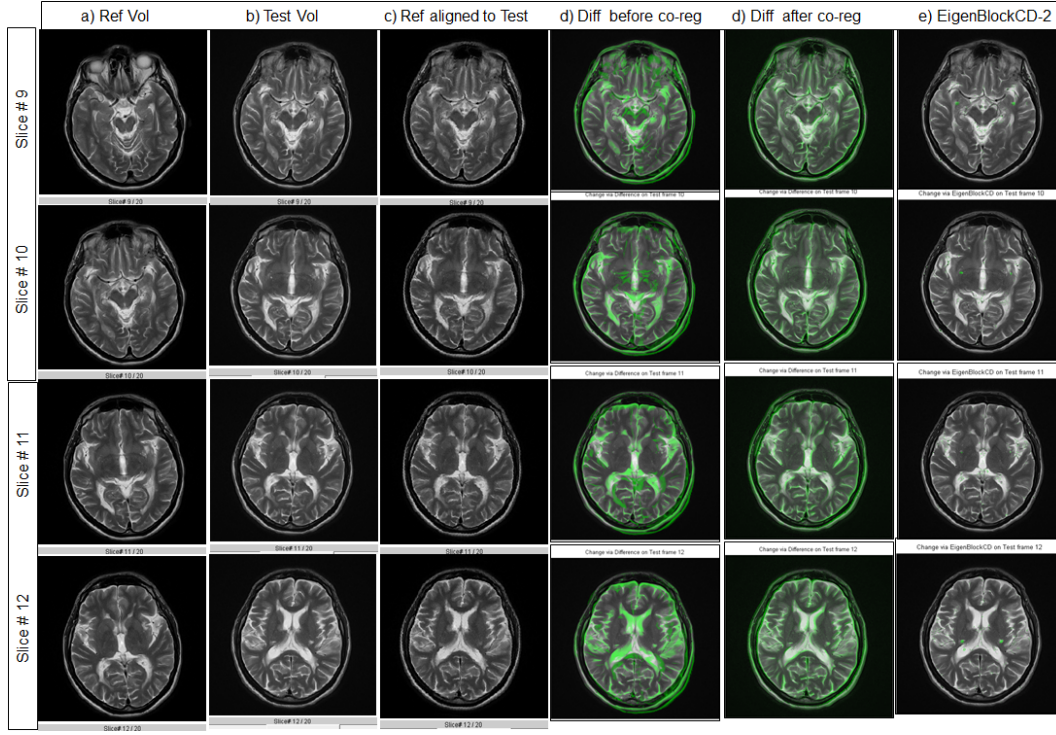 a) Ref Vol
b) Test Vol
c) Ref aligned to Test
d) Diff before co-reg
d) Diff after co-reg
e) EigenBlockCD-2
Slice # 9
Slice# 9 / 20
Slice# 9 / 20
Slice# 9 / 20
Change via Difference on Test frame 10
Change via Difference on Test frame 10
Change via EigenBlockCD on Test frame 10
Slice # 10
Slice# 10 / 20
Slice# 10 / 20
Slice# 10 / 20
Change via Difference on Test frame 11
Change via Difference on Test frame 11
Change via EigenBlockCD on Test frame 11
Slice # 11
Slice# 11 / 20
Slice# 11 / 20
Slice# 11 / 20
Change via Difference on Test frame 12
Change via Difference on Test frame 12
Change via EigenBlockCD on Test frame 12
Slice # 12
Slice# 12 / 20
Slice# 12 / 20
Slice# 12 / 20